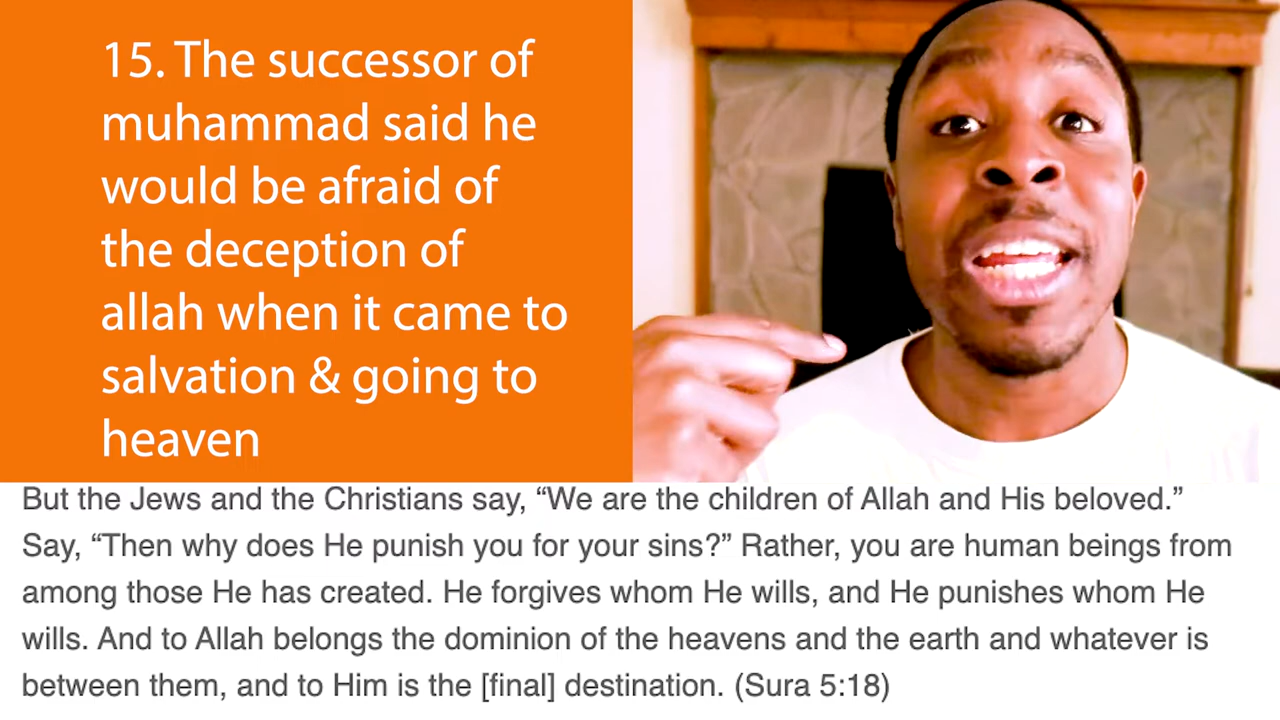 15. The successor of
muhammad said he
would be afraid of
the deception of
allah when it came to
salvation & going to
heaven
But the Jews and the Christians say, “We are the children of Allah and His beloved.”
Say, “Then why does He punish you for your sins?” Rather, you are human beings from
among those He has created. He forgives whom He wills, and He punishes whom He
wills. And to Allah belongs the dominion of the heavens and the earth and whatever is
between them, and to Him is the [final] destination. (Sura 5:18)